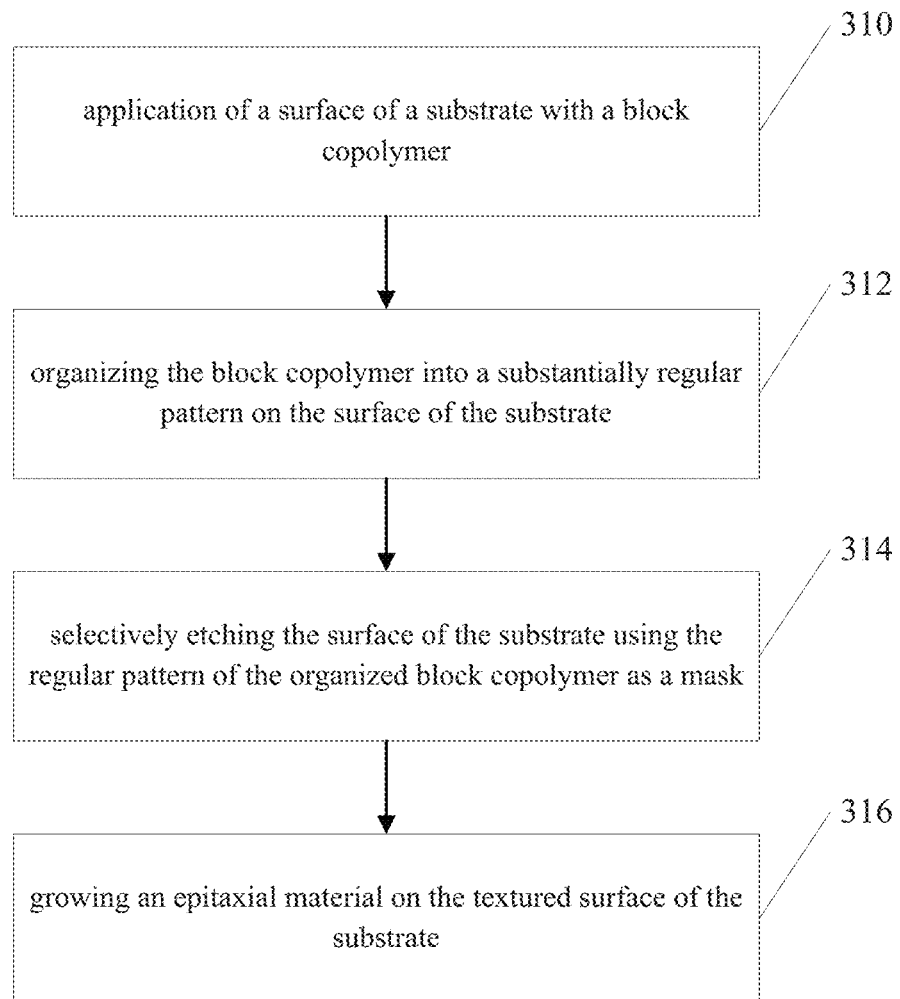 310
application of a surface of a substrate with a block
copolymer
312
organizing the block copolymer into a substantially regular
pattern on the surface of the substrate
314
selectively etching the surface of the substrate using the
regular pattern of the organized block copolymer as a mask
316
growing an epitaxial material on the textured surface of the
substrate